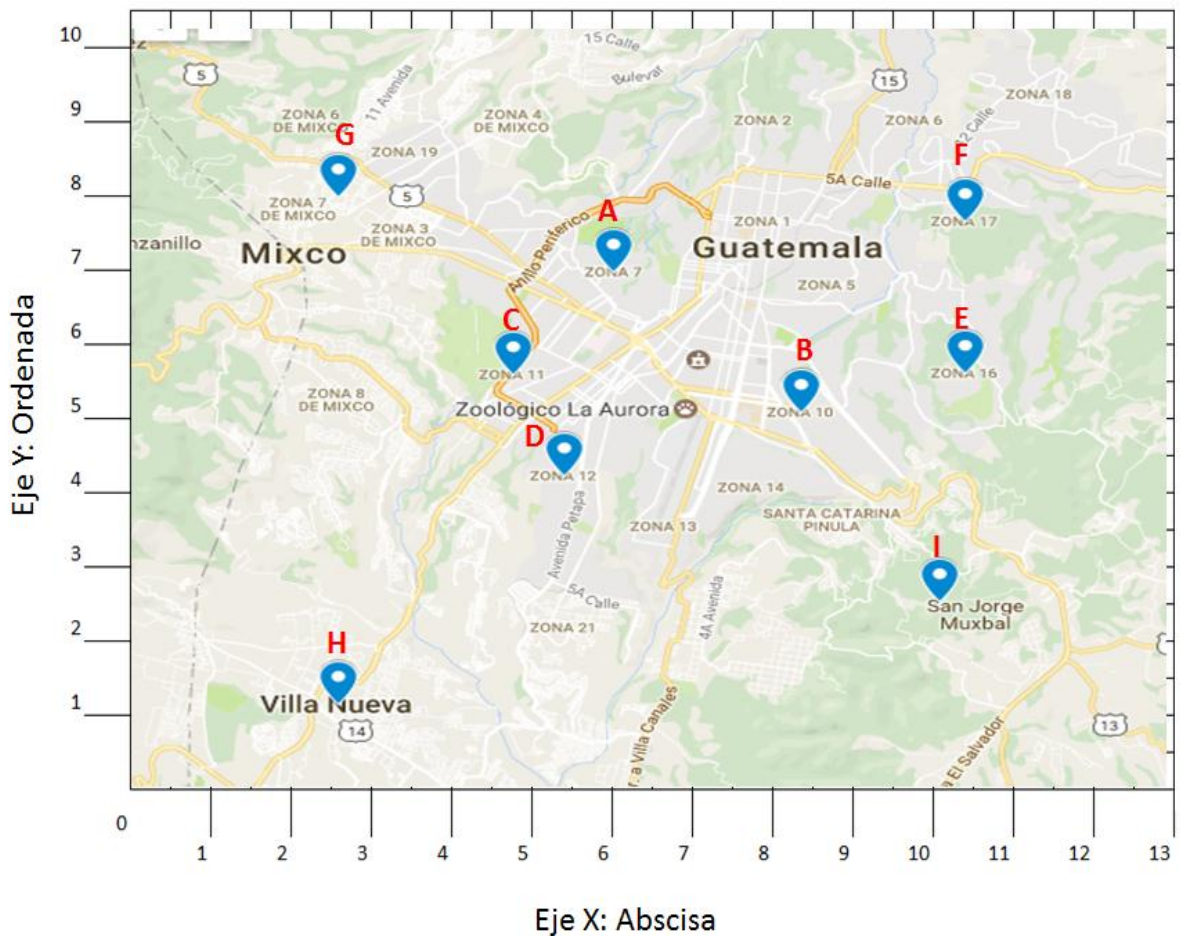 10
9
8
7
6
5
4
3
2
1
0
Eje Y: Ordenada
15 Calle
Bulevar
11 Avenida
5
15
ZONA 18
ZONA 6
DE MIXCO
ZONA 4
DE MIXCO
ZONA 2
ZONA 6
G
ZONA 19
F
5A Calle
5
ZONA 7
DE MIXCO
A
Anillo Periferico
ZONA 1
ZONA 17
ZONA 3
DE MIXCO
Mixco
Guatemala
ZONA 7
ZONA 5
C
E
B
ZONA 11
ZONA 16
ZONA 8
DE MIXCO
Zoológico La Aurora
ZONA 10
D
ZONA 12
ZONA 14
Avenida Petapa
ZONA 13
SANTA CATARINA
PINULA
I
5A Calle
4A Avenida
San Jorge
Muxbal
ZONA 21
H
Villa Nueva
14
a Villa Canales
13
a El Salvador
1 2 3 4 5 6 7 8 9 10 11 12 13
Eje X: Abscisa